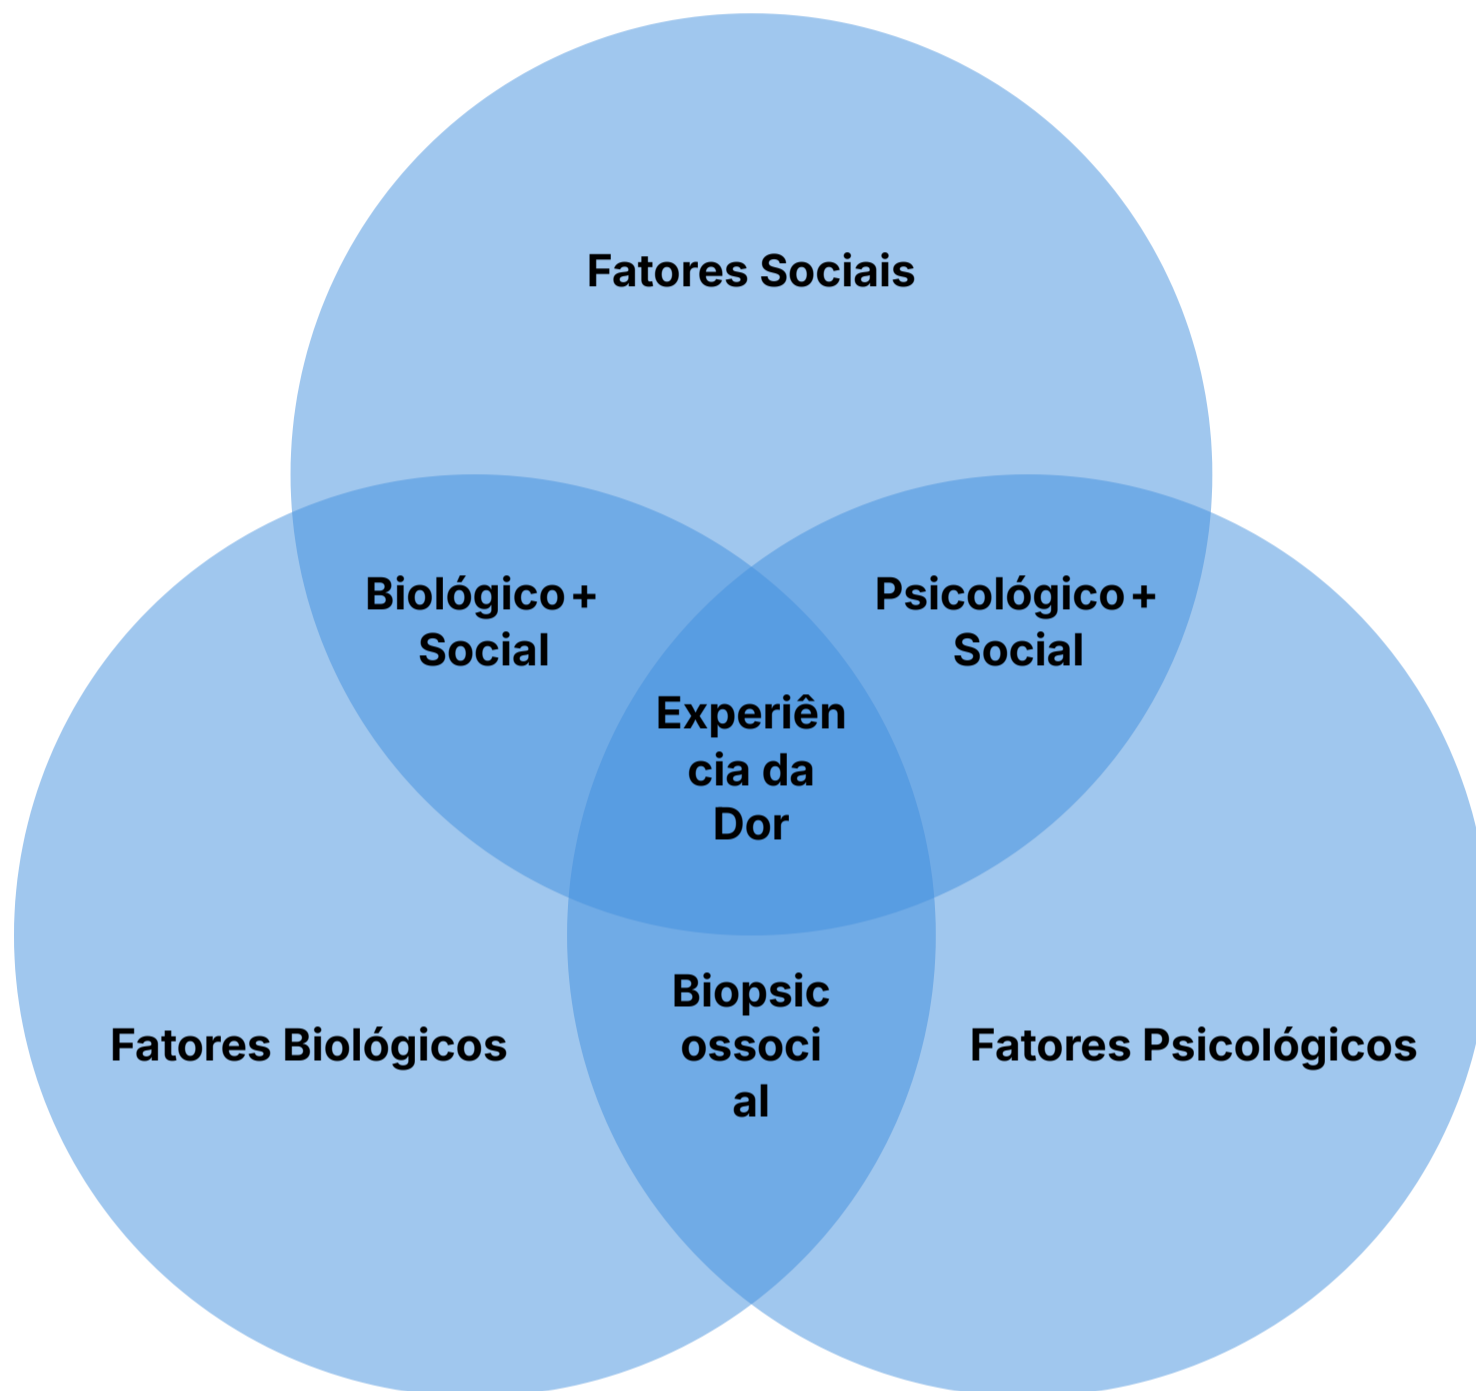 Fatores Sociais
Biológico +
Social
Psicológico +
Social
Experiên
cia da
Dor
Fatores Biológicos
Biopsic
ossoci
al
Fatores Psicológicos